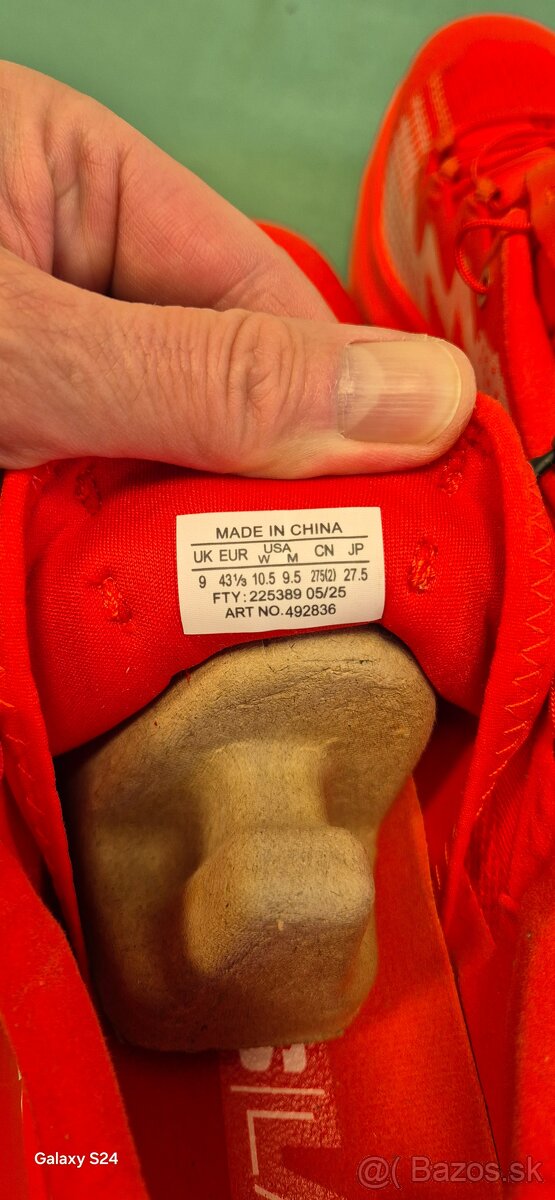 MADE IN CHINA
UK EUR USA W M CN JP
9 43⅓ 10.5 9.5 275(2) 27.5
FTY: 225389 05/25
ART NO. 492836
SILVA
Galaxy S24
@( Bazos.sk